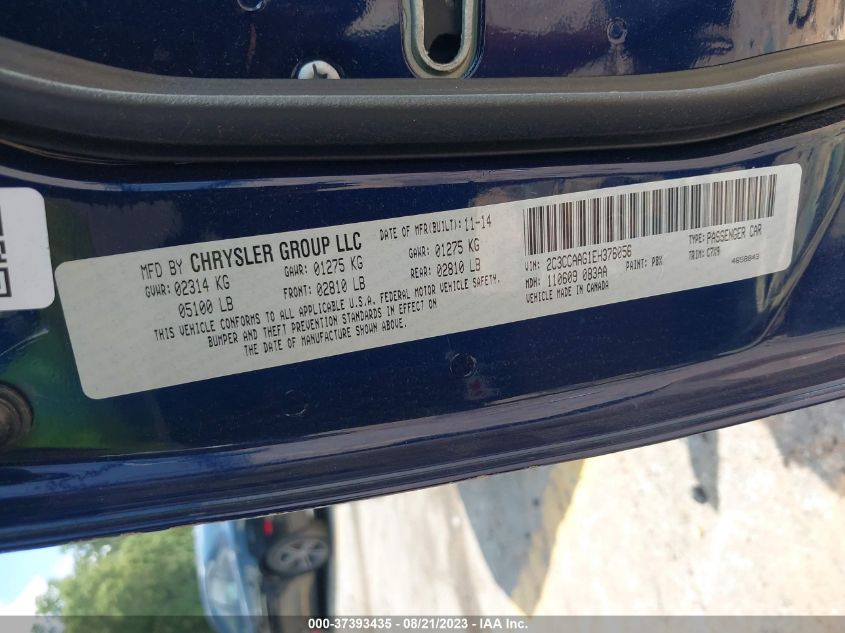 MFD BY CHRYSLER GROUP LLC
DATE OF MFR(BUILT): 11-14
GVWR: 02314 KG
GAWR: 01275 KG
GAWR: 01275 KG
05100 LB
FRONT: 02810 LB
REAR: 02810 LB
THIS VEHICLE CONFORMS TO ALL APPLICABLE U.S.A. FEDERAL MOTOR VEHICLE SAFETY,
BUMPER AND THEFT PREVENTION STANDARDS IN EFFECT ON
THE DATE OF MANUFACTURE SHOWN ABOVE.
VIN: 2C3CCAAG1EH376056
TYPE: PASSENGER CAR
MDH: 110609 083AA
PAINT: PBX
TRIM: C7X9
VEHICLE MADE IN CANADA
4658843
000-37393435 - 08/21/2023 - IAA Inc.